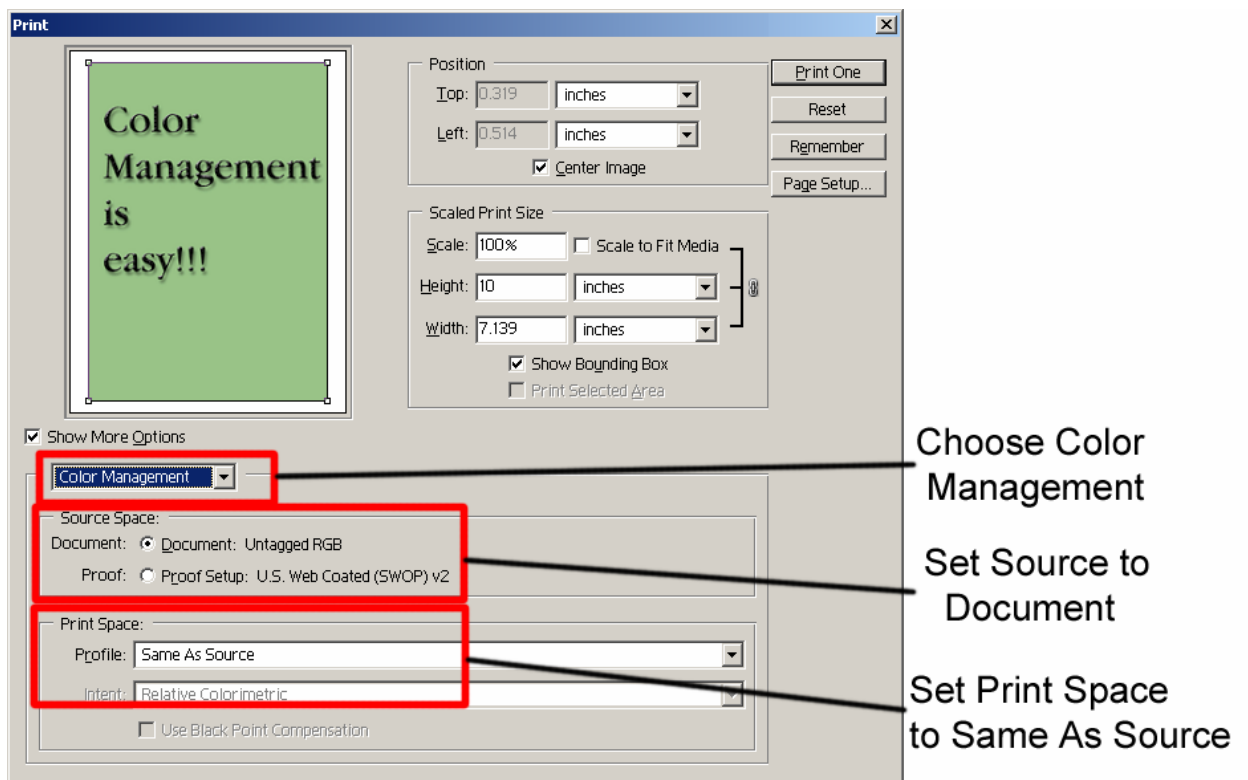 Print
Color
Management
is
easy!!!
Position
Top: 0.319 inches
Left: 0.514 inches
Center Image
Print One
Reset
Remember
Page Setup...
Scaled Print Size
Scale: 100% Scale to Fit Media
Height: 10 inches
Width: 7.139 inches
Show Bounding Box
Print Selected Area
Show More Options
Color Management
Source Space:
Document: Document: Untagged RGB
Proof: Proof Setup: U.S. Web Coated (SWOP) v2
Print Space:
Profile: Same As Source
Intent: Relative Colorimetric
Use Black Point Compensation
Choose Color
Management
Set Source to
Document
Set Print Space
to Same As Source